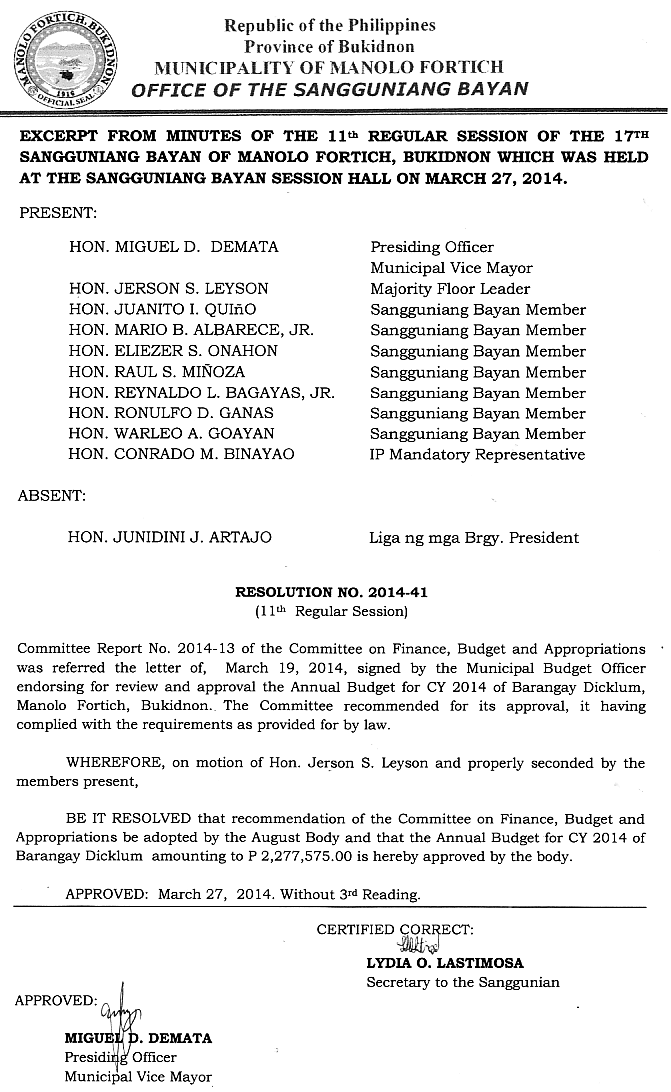 MANOLO FORTICH, BUKIDNON
1916
OFFICIAL SEAL
Republic of the Philippines
Province of Bukidnon
MUNICIPALITY OF MANOLO FORTICH
OFFICE OF THE SANGGUNIANG BAYAN
EXCERPT FROM MINUTES OF THE 11th REGULAR SESSION OF THE 17TH
SANGGUNIANG BAYAN OF MANOLO FORTICH, BUKIDNON WHICH WAS HELD
AT THE SANGGUNIANG BAYAN SESSION HALL ON MARCH 27, 2014.
PRESENT:
HON. MIGUEL D. DEMATA Presiding Officer
Municipal Vice Mayor
HON. JERSON S. LEYSON Majority Floor Leader
HON. JUANITO I. QUIñO Sangguniang Bayan Member
HON. MARIO B. ALBARECE, JR. Sangguniang Bayan Member
HON. ELIEZER S. ONAHON Sangguniang Bayan Member
HON. RAUL S. MIÑOZA Sangguniang Bayan Member
HON. REYNALDO L. BAGAYAS, JR. Sangguniang Bayan Member
HON. RONULFO D. GANAS Sangguniang Bayan Member
HON. WARLEO A. GOAYAN Sangguniang Bayan Member
HON. CONRADO M. BINAYAO IP Mandatory Representative
ABSENT:
HON. JUNIDINI J. ARTAJO Liga ng mga Brgy. President
RESOLUTION NO. 2014-41
(11th Regular Session)
Committee Report No. 2014-13 of the Committee on Finance, Budget and Appropriations
was referred the letter of, March 19, 2014, signed by the Municipal Budget Officer
endorsing for review and approval the Annual Budget for CY 2014 of Barangay Dicklum,
Manolo Fortich, Bukidnon. The Committee recommended for its approval, it having
complied with the requirements as provided for by law.
WHEREFORE, on motion of Hon. Jerson S. Leyson and properly seconded by the
members present,
BE IT RESOLVED that recommendation of the Committee on Finance, Budget and
Appropriations be adopted by the August Body and that the Annual Budget for CY 2014 of
Barangay Dicklum amounting to P 2,277,575.00 is hereby approved by the body.
APPROVED: March 27, 2014. Without 3rd Reading.
CERTIFIED CORRECT:
LYDIA O. LASTIMOSA
Secretary to the Sanggunian
APPROVED:
MIGUEL D. DEMATA
Presiding Officer
Municipal Vice Mayor